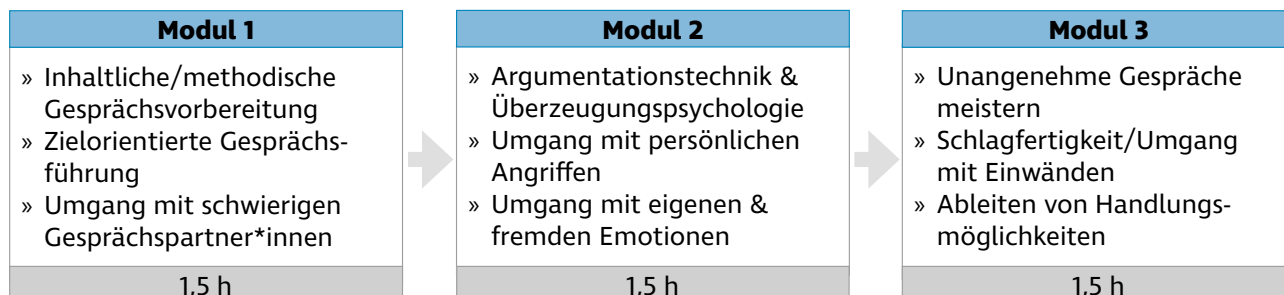 Modul 1
» Inhaltliche/methodische
Gesprächsvorbereitung
» Zielorientierte Gesprächs-
führung
» Umgang mit schwierigen
Gesprächspartner*innen
1,5 h
Modul 2
» Argumentationstechnik &
Überzeugungspsychologie
» Umgang mit persönlichen
Angriffen
» Umgang mit eigenen &
fremden Emotionen
1,5 h
Modul 3
» Unangenehme Gespräche
meistern
» Schlagfertigkeit/Umgang
mit Einwänden
» Ableiten von Handlungs-
möglichkeiten
1,5 h